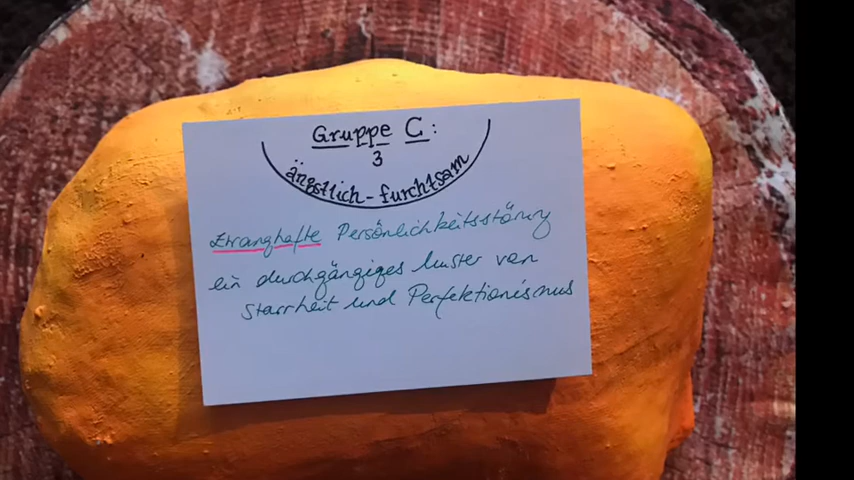 Gruppe C:
3
ängstlich-furchtsam
zwanghafte Persönlichkeitsstörung
ein durchgängiges Muster von
Starrheit und Perfektionismus